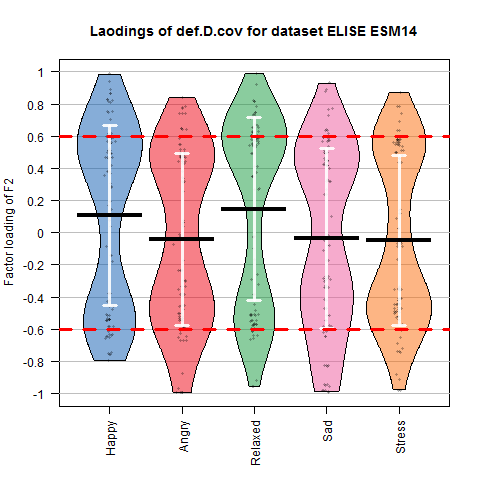 Laodings of def.D.cov for dataset ELISE ESM14
Factor loading of F2
1
0.8
0.6
0.4
0.2
0
-0.2
-0.4
-0.6
-0.8
-1
Happy
Angry
Relaxed
Sad
Stress